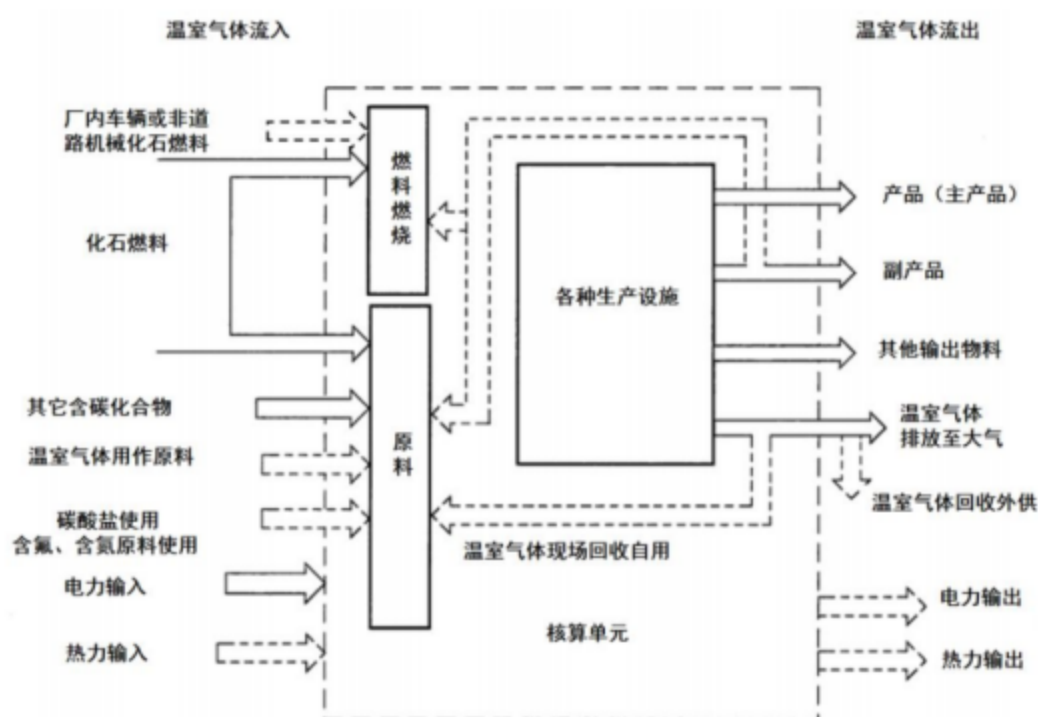 温室气体流入
温室气体流出
厂内车辆或非道
路机械化石燃料
燃料燃烧
产品（主产品）
化石燃料
副产品
各种生产设施
其他输出物料
其它含碳化合物
温室气体
排放至大气
原料
温室气体用作原料
温室气体回收外供
碳酸盐使用
含氟、含氮原料使用
温室气体现场回收自用
电力输入
电力输出
核算单元
热力输入
热力输出